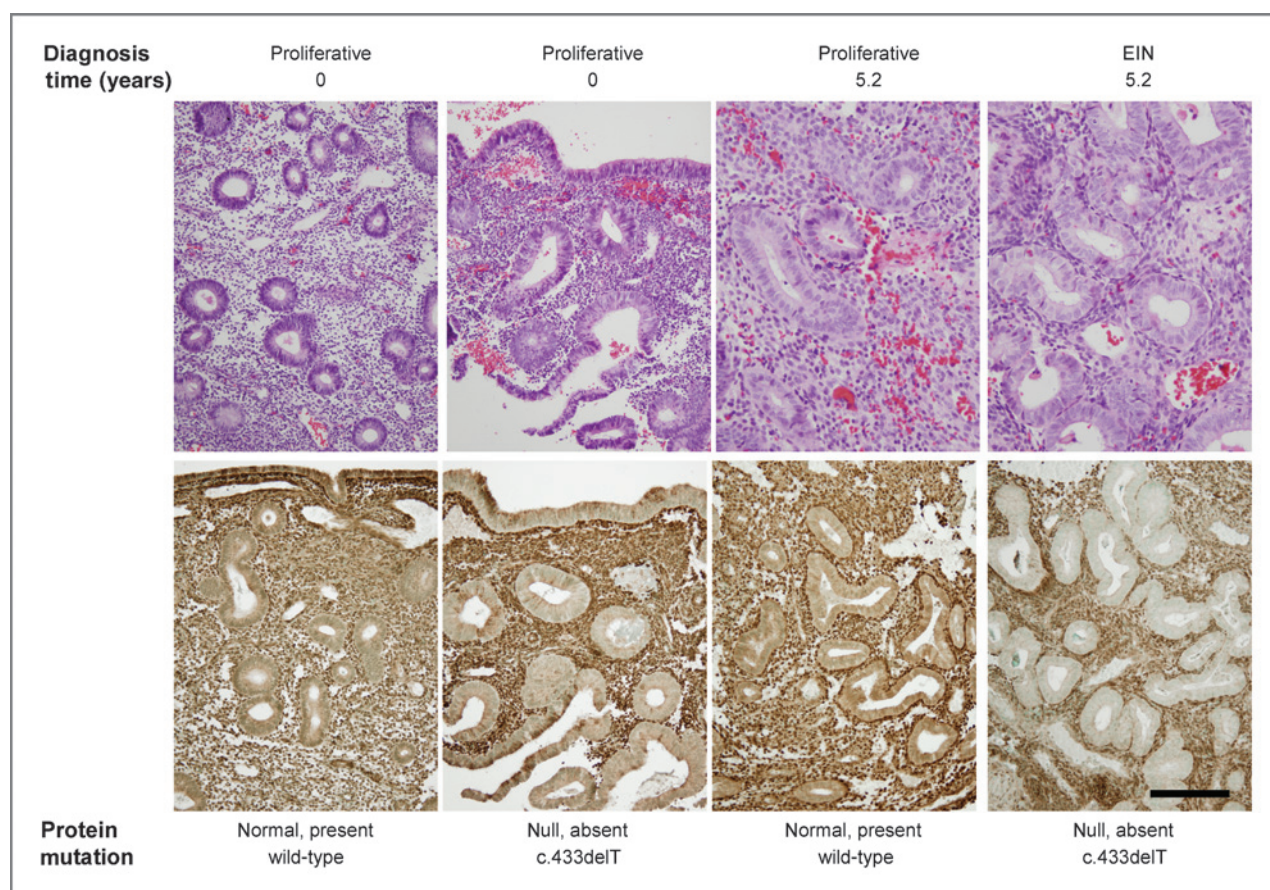 Diagnosis Proliferative Proliferative Proliferative EIN
time (years) 0 0 5.2 5.2
Protein Normal, present Null, absent Normal, present Null, absent
mutation wild-type c.433delT wild-type c.433delT